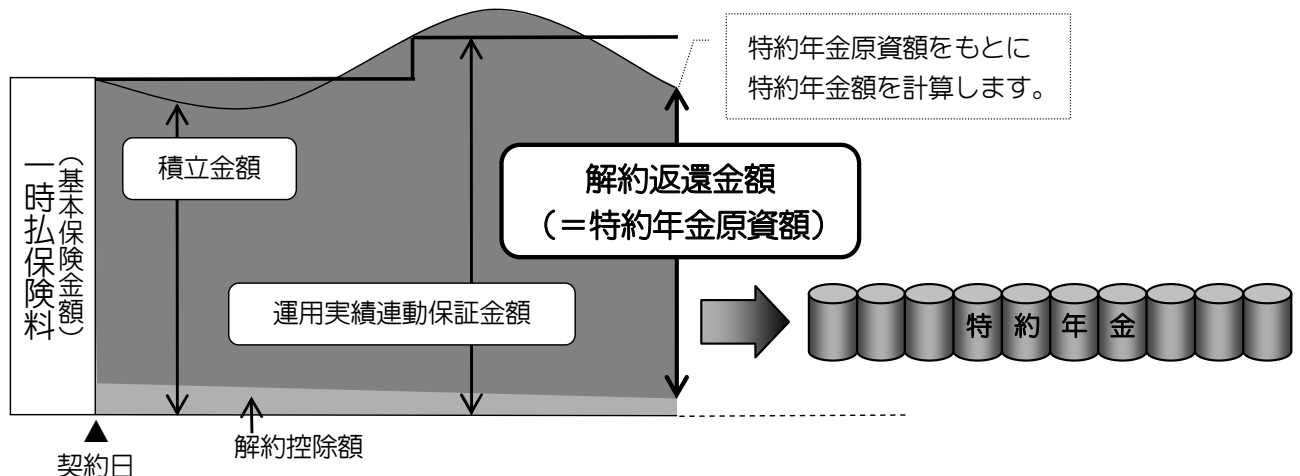 特約年金原資額をもとに
特約年金額を計算します。
一時払保険料
（基本保険金額）
積立金額
解約返還金額
（＝特約年金原資額）
運用実績連動保証金額
特約年金
解約控除額
契約日